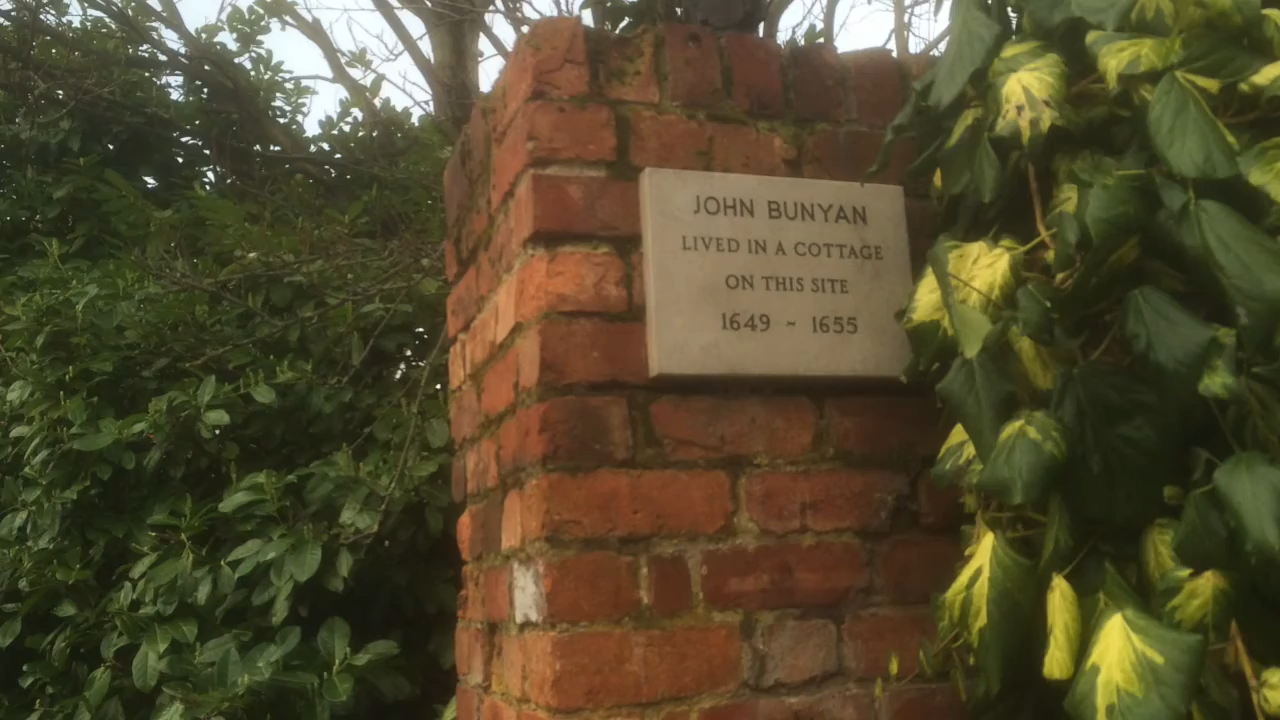 JOHN BUNYAN
LIVED IN A COTTAGE
ON THIS SITE
1649 ~ 1655